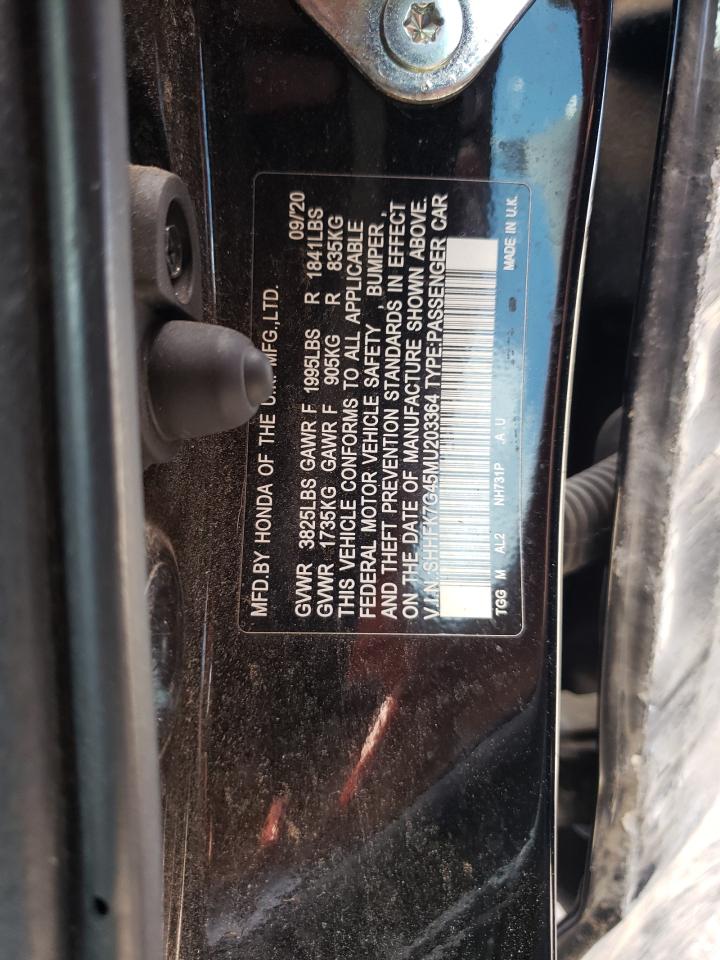 MFD.BY HONDA OF THE U.K. MFG.,LTD.
09/'20
GVWR 3825LBS GAWR F 1995LBS R 1841LBS
GVWR 1735KG GAWR F 905KG R 835KG
THIS VEHICLE CONFORMS TO ALL APPLICABLE
FEDERAL MOTOR VEHICLE SAFETY , BUMPER ,
AND THEFT PREVENTION STANDARDS IN EFFECT
ON THE DATE OF MANUFACTURE SHOWN ABOVE.
V.I.N.:SHHFK7G45MU203364 TYPE:PASSENGER CAR
TGG M AL2 NH731P A U MADE IN U.K.